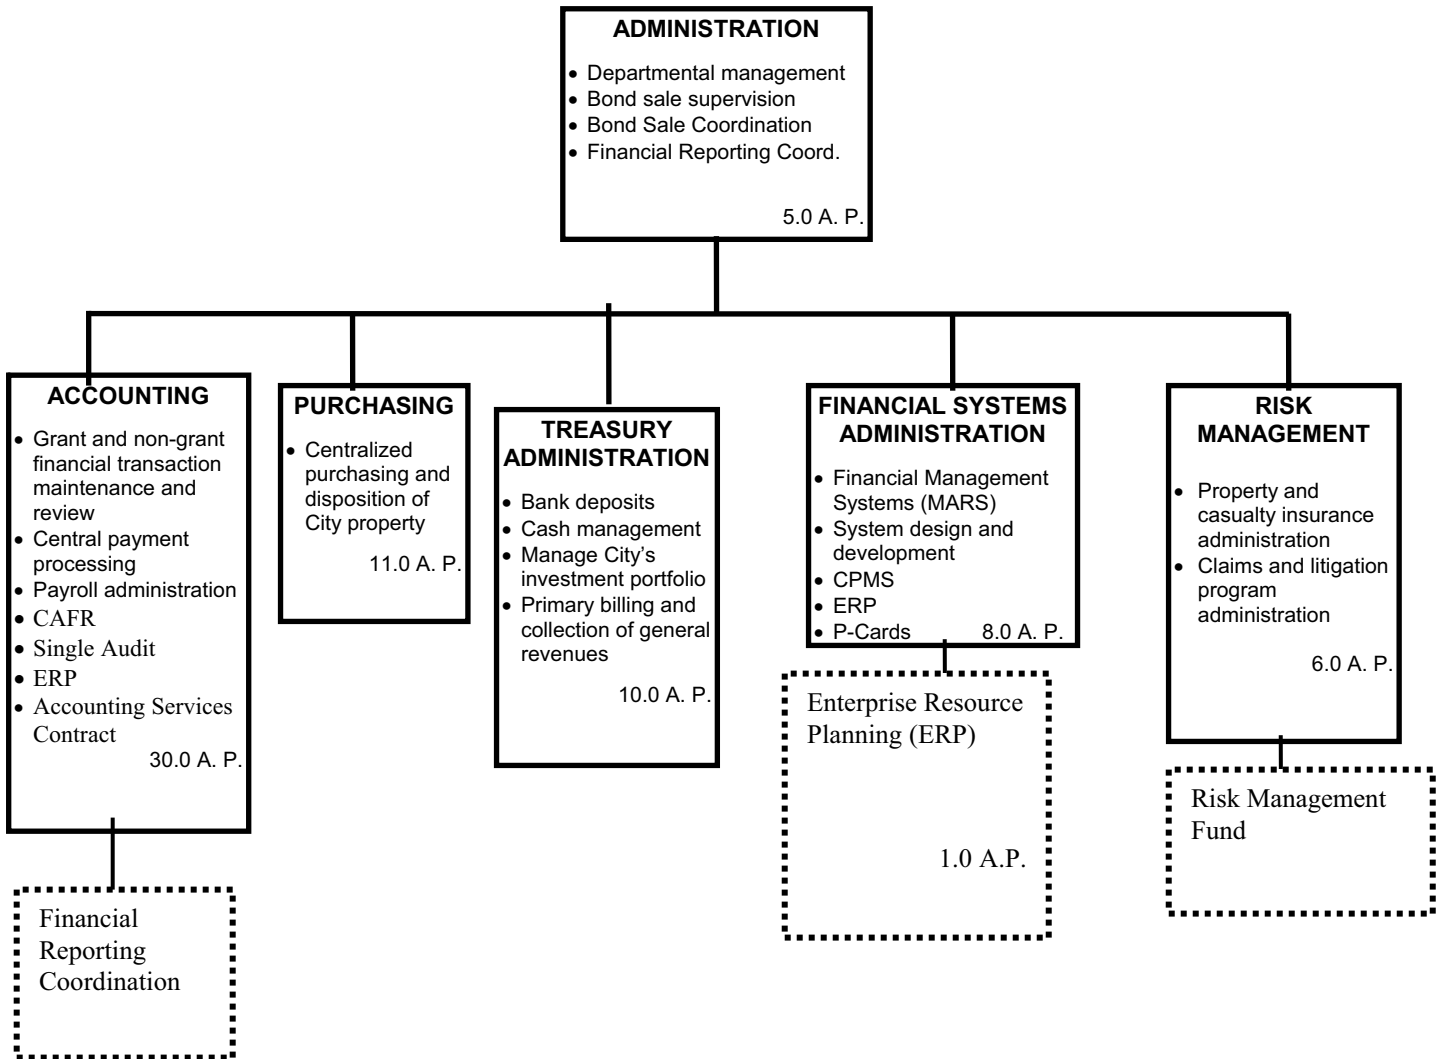 ADMINISTRATION
• Departmental management
• Bond sale supervision
• Bond Sale Coordination
• Financial Reporting Coord.
5.0 A. P.
ACCOUNTING
• Grant and non-grant
financial transaction
maintenance and
review
• Central payment
processing
• Payroll administration
• CAFR
• Single Audit
• ERP
• Accounting Services
Contract
30.0 A. P.
Financial
Reporting
Coordination
PURCHASING
• Centralized
purchasing and
disposition of
City property
11.0 A. P.
TREASURY
ADMINISTRATION
• Bank deposits
• Cash management
• Manage City’s
investment portfolio
• Primary billing and
collection of general
revenues
10.0 A. P.
FINANCIAL SYSTEMS
ADMINISTRATION
• Financial Management
Systems (MARS)
• System design and
development
• CPMS
• ERP
• P-Cards 8.0 A. P.
Enterprise Resource
Planning (ERP)
1.0 A.P.
RISK
MANAGEMENT
• Property and
casualty insurance
administration
• Claims and litigation
program
administration
6.0 A. P.
Risk Management
Fund